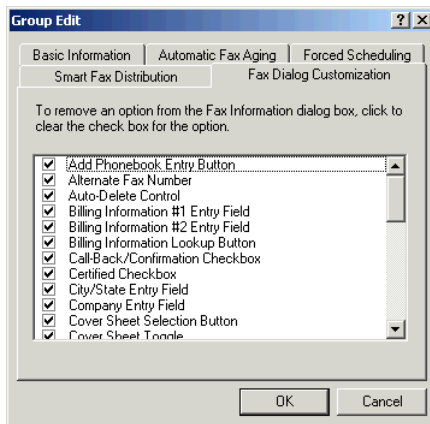 Group Edit
Basic Information Automatic Fax Aging Forced Scheduling
Smart Fax Distribution Fax Dialog Customization
To remove an option from the Fax Information dialog box, click to
clear the check box for the option.
Add Phonebook Entry Button
Alternate Fax Number
Auto-Delete Control
Billing Information #1 Entry Field
Billing Information #2 Entry Field
Billing Information Lookup Button
Call-Back/Confirmation Checkbox
Certified Checkbox
City/State Entry Field
Company Entry Field
Cover Sheet Selection Button
Cover Sheet Toggle
OK Cancel